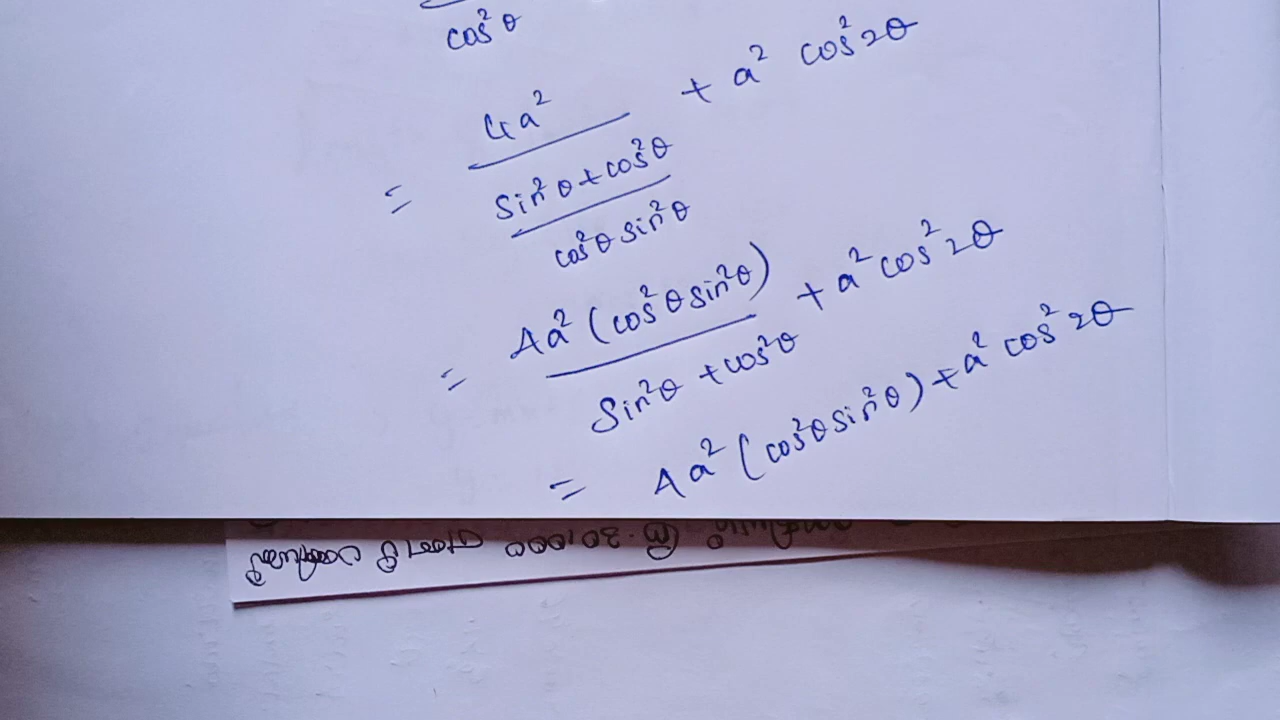 cos²θ
4a² + a² cos²2θ
= sin²θ + cos²θ
cos²θ sin²θ
= 4a² (cos²θ sin²θ) + a² cos²2θ
sin²θ + cos²θ
= 4a² (cos²θ sin²θ) + a² cos²2θ